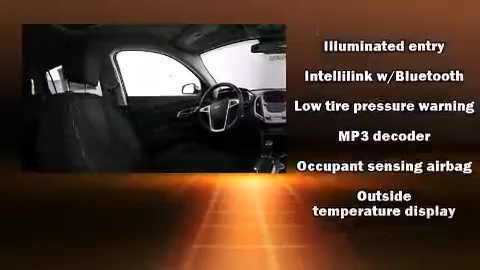 Illuminated entry
Intellilink w/Bluetooth
Low tire pressure warning
MP3 decoder
Occupant sensing airbag
Outside
temperature display